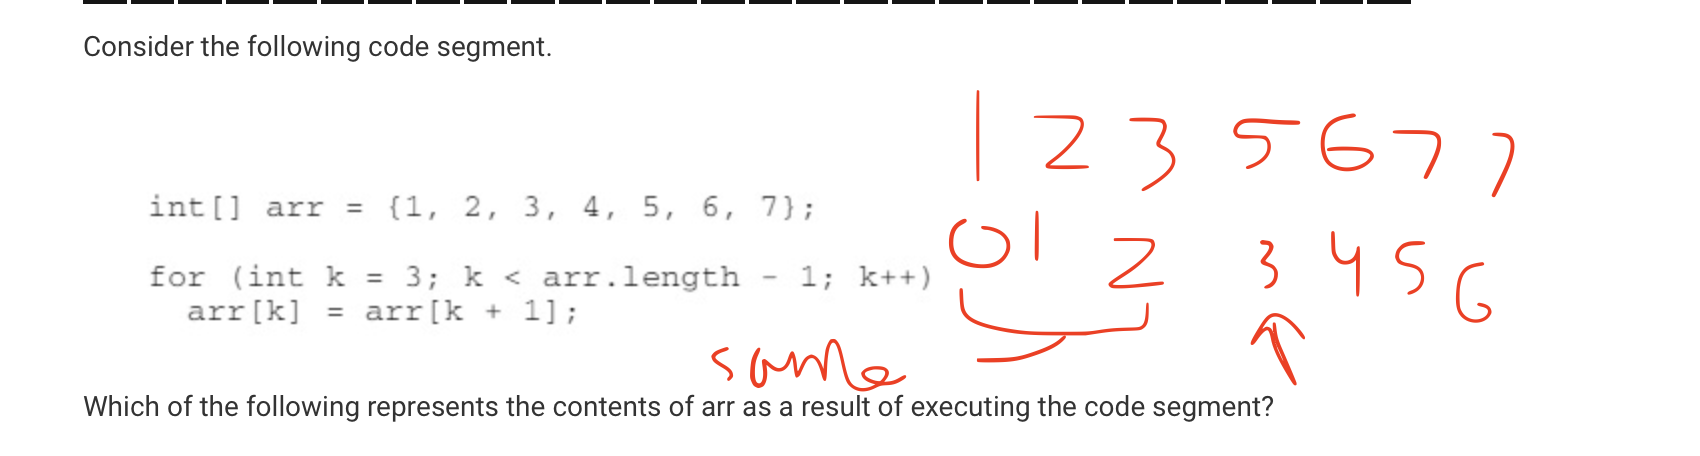 Consider the following code segment.
1 2 3 5 6 7 7
int[] arr = {1, 2, 3, 4, 5, 6, 7};
0 1 2 3 4 5 6
for (int k = 3; k < arr.length - 1; k++)
arr[k] = arr[k + 1];
same
Which of the following represents the contents of arr as a result of executing the code segment?